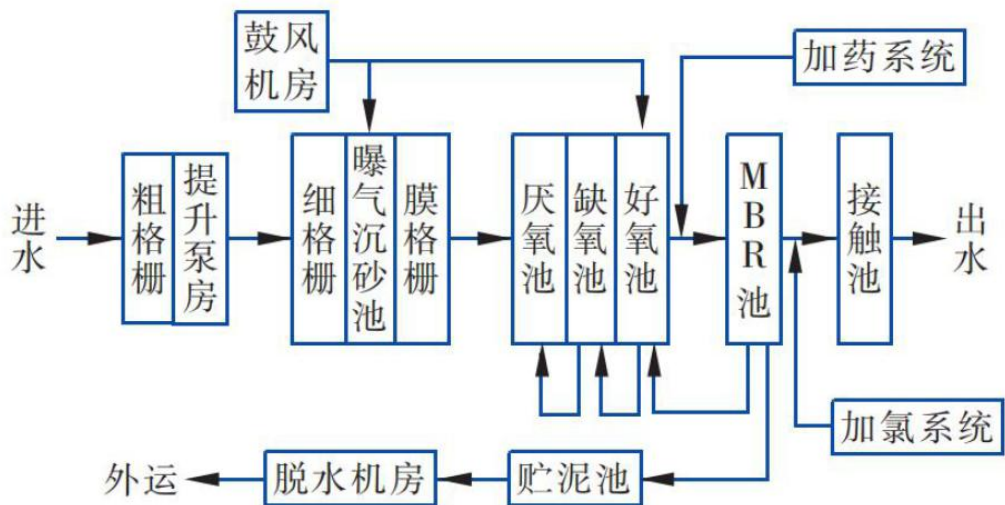 鼓风机房
加药系统
进水
粗格栅
提升泵房
细格栅
曝气沉砂池
膜格栅
厌氧池
缺氧池
好氧池
MBR池
接触池
出水
加氯系统
外运
脱水机房
贮泥池